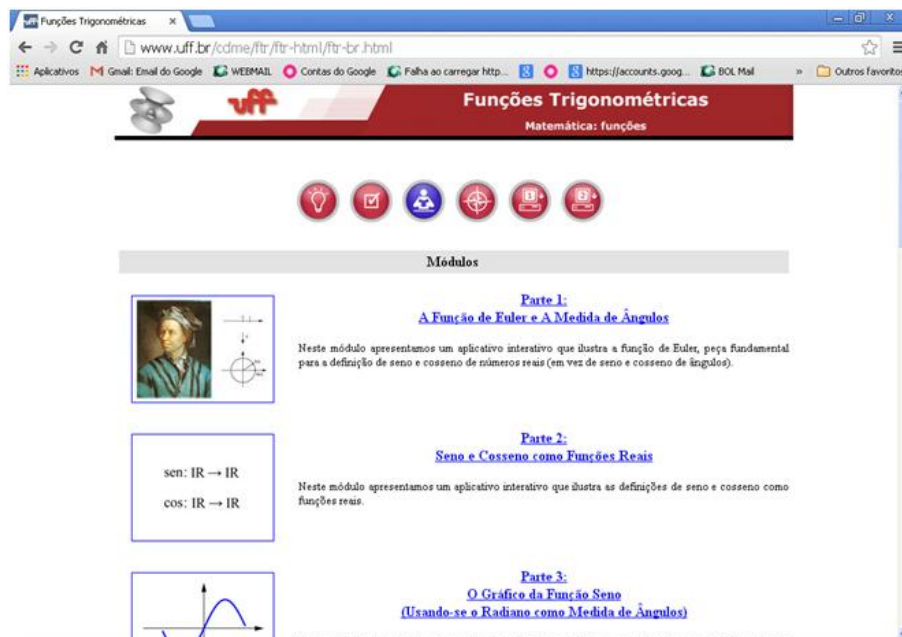 Funções Trigonométricas
www.uff.br/cdme/ftr/ftr-html/ftr-br.html
Aplicativos Gmail: Email do Google WEBMAIL Contas do Google Falha ao carregar http... https://accounts.goog... BOL Mail » Outros favoritos
uff
Funções Trigonométricas
Matemática: funções
Módulos
Parte 1:
A Função de Euler e A Medida de Ângulos
Neste módulo apresentamos um aplicativo interativo que ilustra a função de Euler, peça fundamental
para a definição de seno e cosseno de números reais (em vez de seno e cosseno de ângulos).
Parte 2:
Seno e Cosseno como Funções Reais
sen: IR → IR
cos: IR → IR
Neste módulo apresentamos um aplicativo interativo que ilustra as definições de seno e cosseno como
funções reais.
Parte 3:
O Gráfico da Função Seno
(Usando-se o Radiano como Medida de Ângulos)